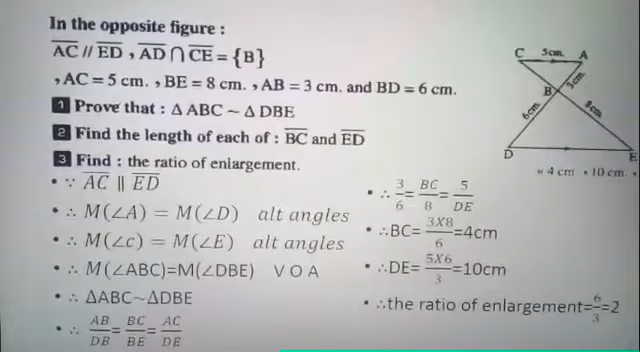 In the opposite figure :
AC // ED , AD ∩ CE = {B}
, AC = 5 cm. , BE = 8 cm. , AB = 3 cm. and BD = 6 cm.
1 Prove that : Δ ABC ~ Δ DBE
2 Find the length of each of : BC and ED
3 Find : the ratio of enlargement.
C 5cm. A
B 3cm.
6cm. 8cm.
D E
« 4 cm , 10 cm ,
• ∵ AC ∥ ED
• ∴ M(∠A) = M(∠D) alt angles
• ∴ M(∠c) = M(∠E) alt angles
• ∴ M(∠ABC)=M(∠DBE) V O A
• ∴ ΔABC~ΔDBE
• ∴ AB/DB = BC/BE = AC/DE
• ∴ 3/6 = BC/8 = 5/DE
• ∴BC= 3X8/6 =4cm
• ∴DE= 5X6/3 =10cm
• ∴the ratio of enlargement= 6/3 =2